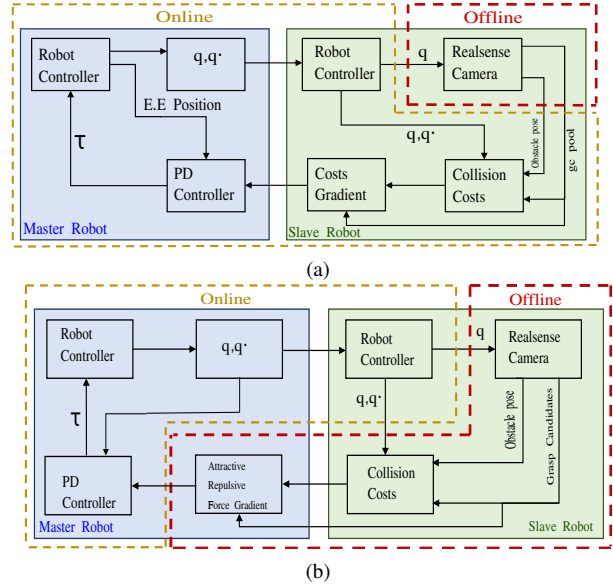 Online
Offline
Robot
Controller
q,q·
Robot
Controller
q
Realsense
Camera
E.E Position
τ
q,q·
Obstacle pose
gc pool
PD
Controller
Costs
Gradient
Collision
Costs
Master Robot
Slave Robot
(a)
Online
Offline
Robot
Controller
q,q·
Robot
Controller
q
Realsense
Camera
τ
q,q·
Obstacle pose
Grasp Candidates
PD
Controller
Attractive
Repulsive
Force Gradient
Collision
Costs
Master Robot
Slave Robot
(b)